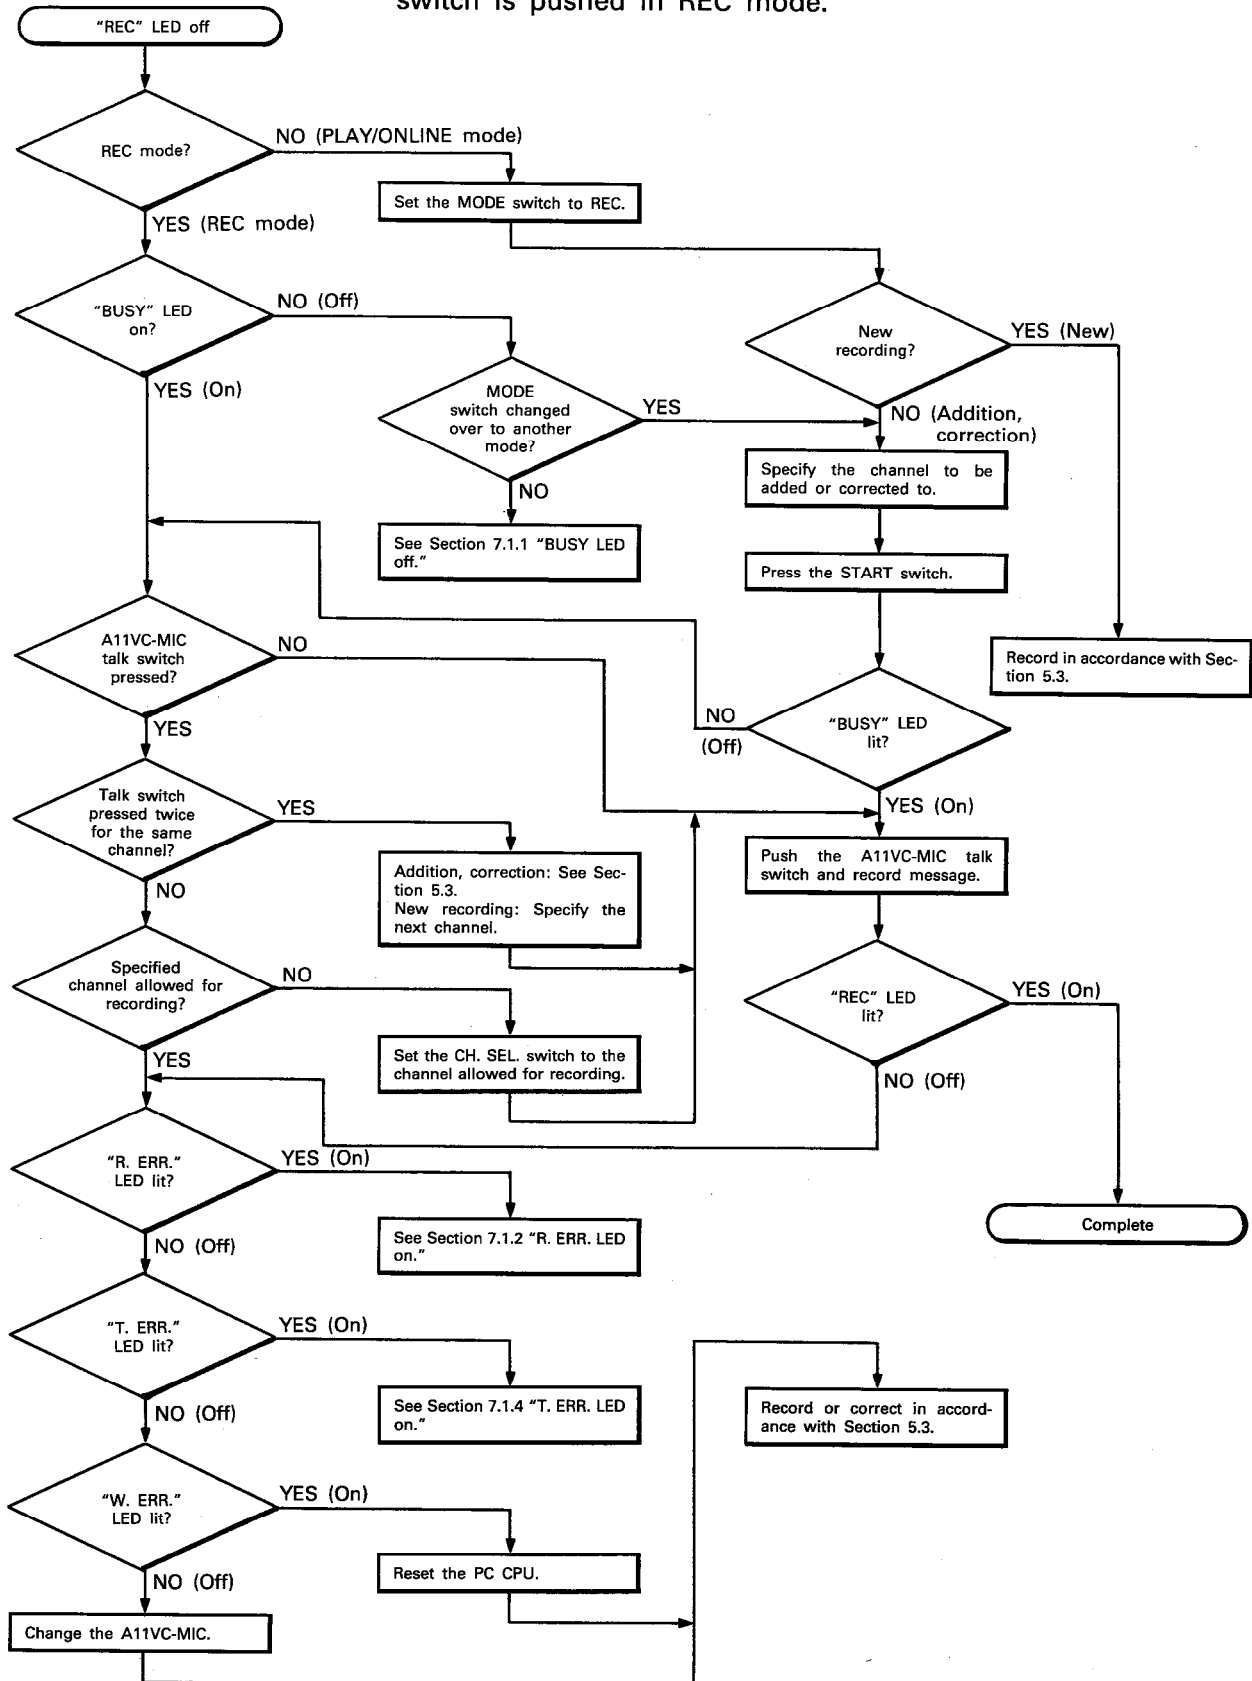 switch is pushed in REC mode.
"REC" LED off
REC mode?
NO (PLAY/ONLINE mode)
Set the MODE switch to REC.
YES (REC mode)
"BUSY" LED
on?
NO (Off)
New
recording?
YES (New)
YES (On)
MODE
switch changed
over to another
mode?
YES
NO (Addition,
correction)
Specify the channel to be
added or corrected to.
NO
See Section 7.1.1 "BUSY LED
off."
Press the START switch.
A11VC-MIC
talk switch
pressed?
NO
Record in accordance with Sec-
tion 5.3.
YES
"BUSY" LED
lit?
NO
(Off)
YES (On)
Talk switch
pressed twice
for the same
channel?
YES
Addition, correction: See Sec-
tion 5.3.
New recording: Specify the
next channel.
Push the A11VC-MIC talk
switch and record message.
NO
Specified
channel allowed for
recording?
NO
"REC" LED
lit?
YES (On)
Set the CH. SEL. switch to the
channel allowed for recording.
YES
NO (Off)
"R. ERR."
LED lit?
YES (On)
See Section 7.1.2 "R. ERR. LED
on."
Complete
NO (Off)
"T. ERR."
LED lit?
YES (On)
See Section 7.1.4 "T. ERR. LED
on."
Record or correct in accord-
ance with Section 5.3.
NO (Off)
"W. ERR."
LED lit?
YES (On)
Reset the PC CPU.
NO (Off)
Change the A11VC-MIC.